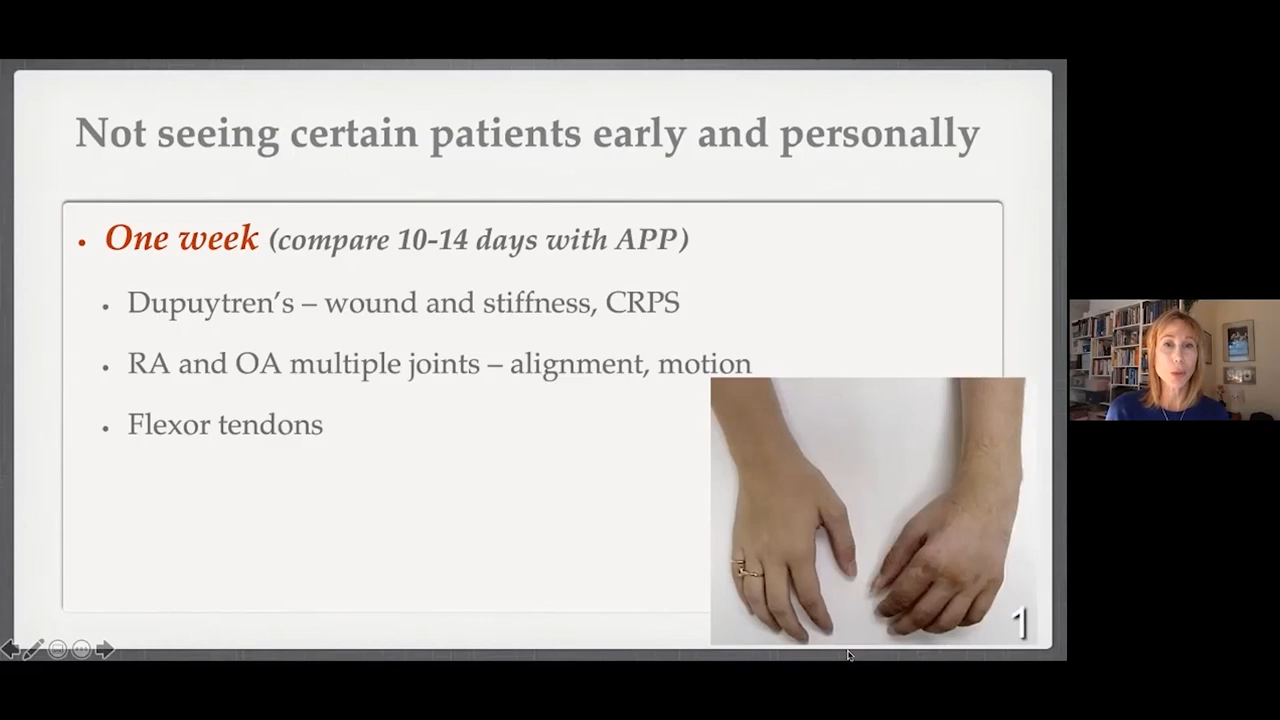 Not seeing certain patients early and personally
• One week (compare 10-14 days with APP)
• Dupuytren’s – wound and stiffness, CRPS
• RA and OA multiple joints – alignment, motion
• Flexor tendons
1